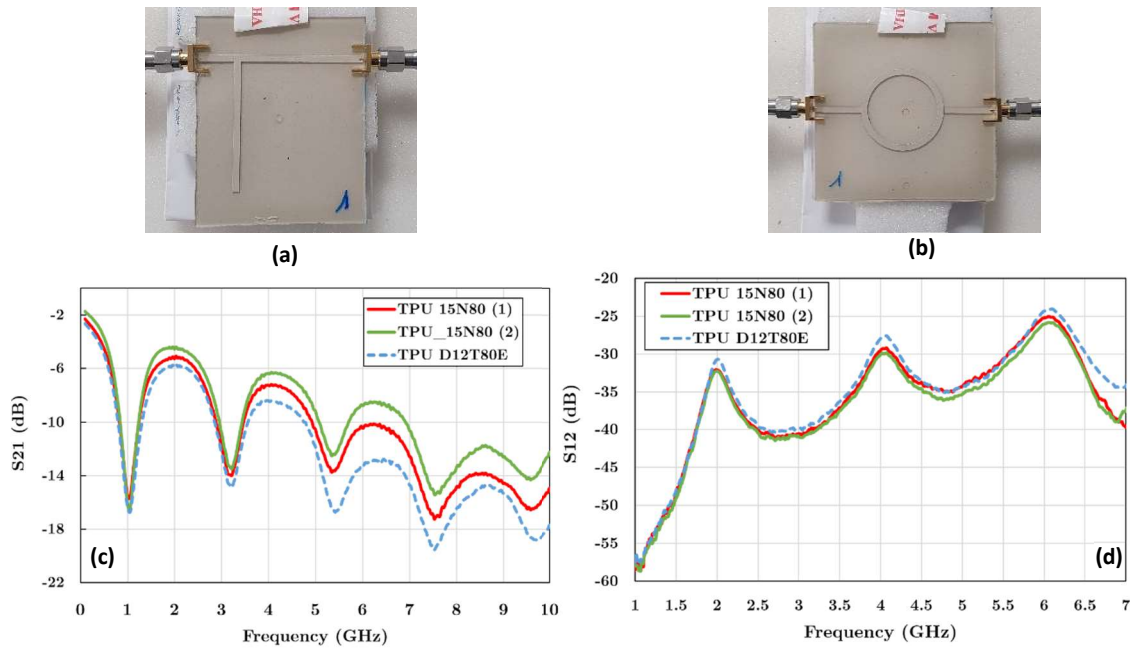 (a)
(b)
S21 (dB)
-2
-6
-10
-14
-18
-22
TPU 15N80 (1)
TPU_15N80 (2)
TPU D12T80E
(c)
0 1 2 3 4 5 6 7 8 9 10
Frequency (GHz)
S12 (dB)
-20
-25
-30
-35
-40
-45
-50
-55
-60
TPU 15N80 (1)
TPU 15N80 (2)
TPU D12T80E
(d)
1 1.5 2 2.5 3 3.5 4 4.5 5 5.5 6 6.5 7
Frequency (GHz)